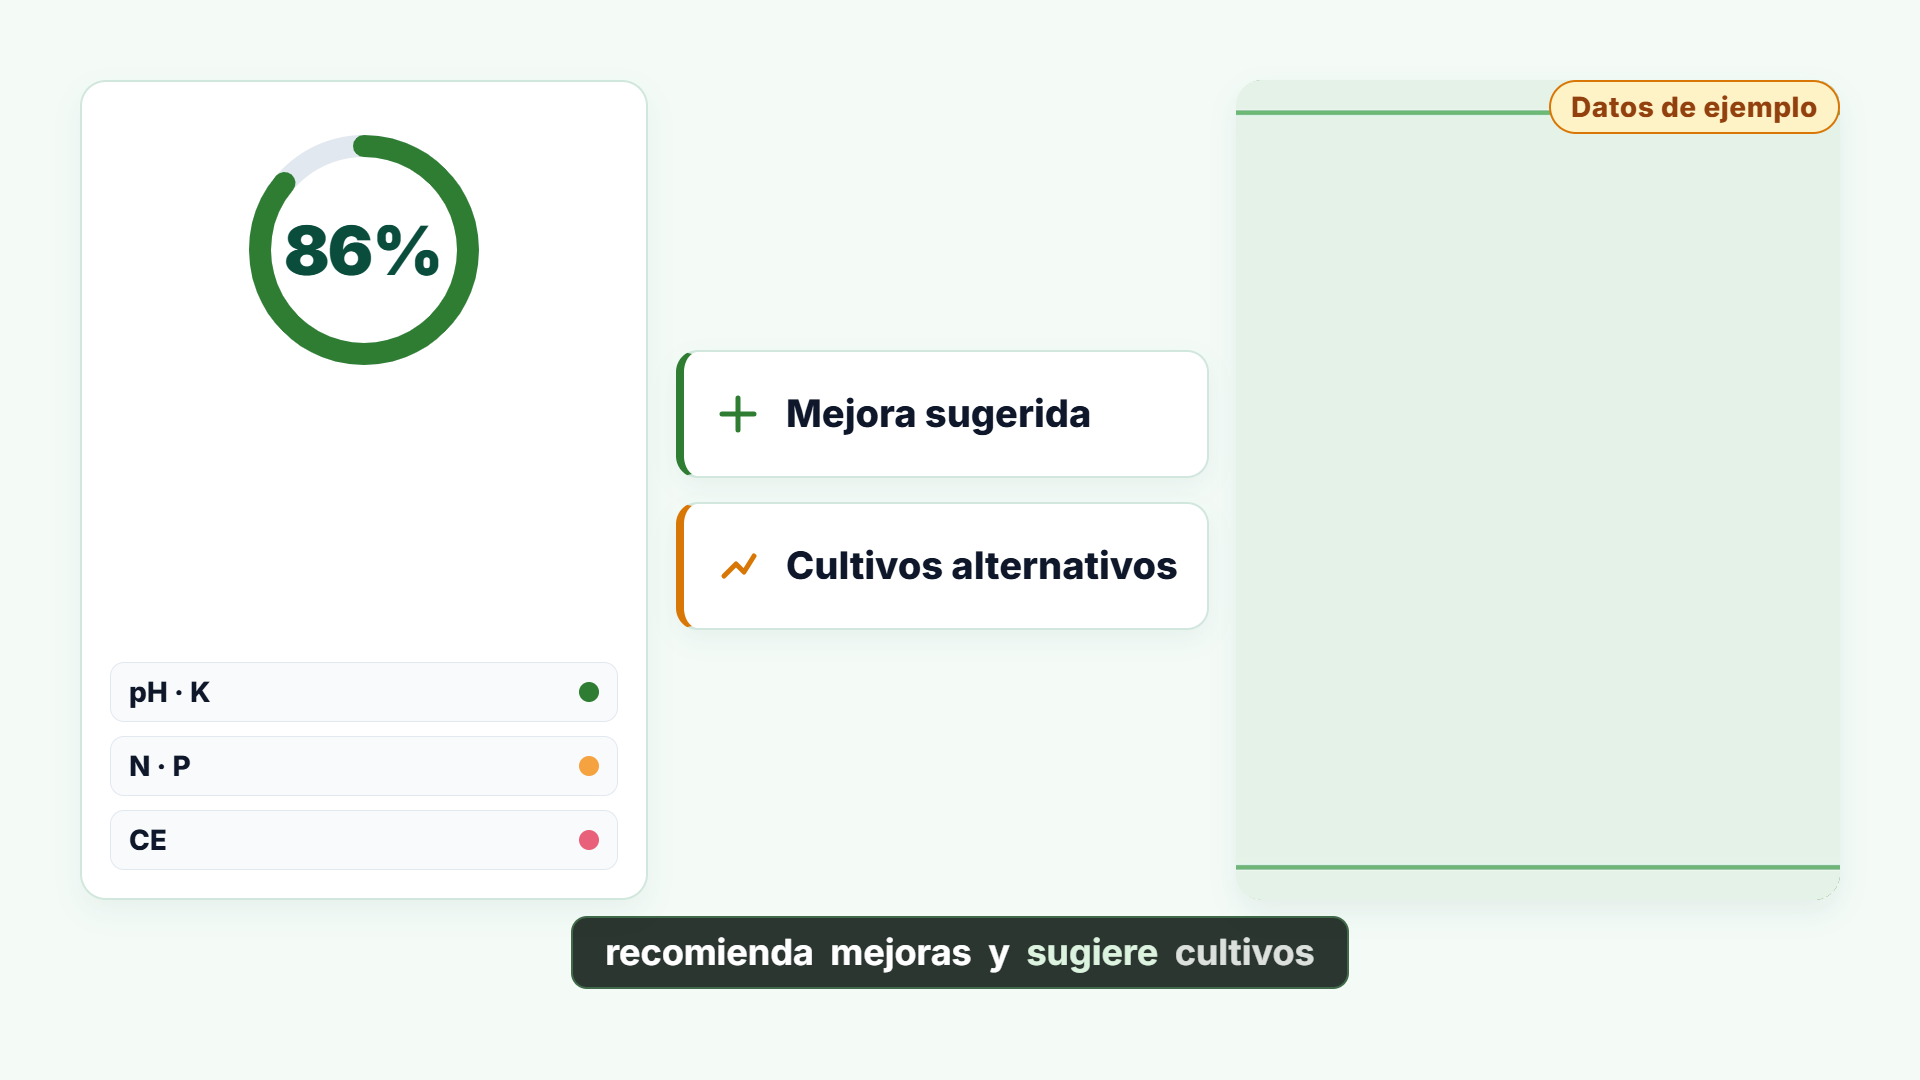 86%
pH · K
N · P
CE
Mejora sugerida
Cultivos alternativos
Datos de ejemplo
recomienda mejoras y sugiere cultivos